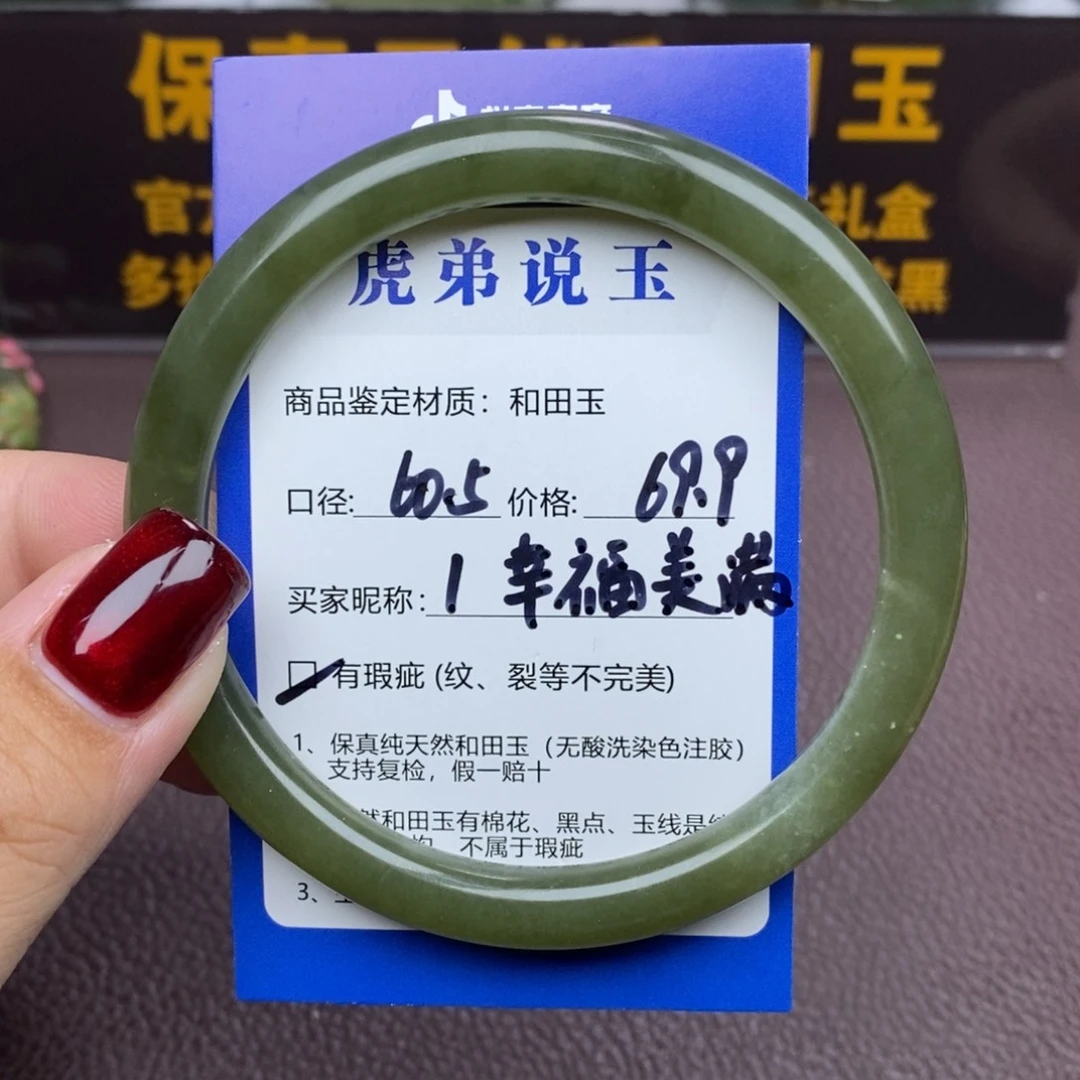 保 玉
官 礼盒
多 黑
虎弟说玉
商品鉴定材质：和田玉
口径: 60.5 价格: 69.9
买家昵称: 1 幸福美满
有瑕疵 (纹、裂等不完美)
1、保真纯天然和田玉（无酸洗染色注胶）
支持复检，假一赔十
然和田玉有棉花、黑点、玉线是
不属于瑕疵
3、